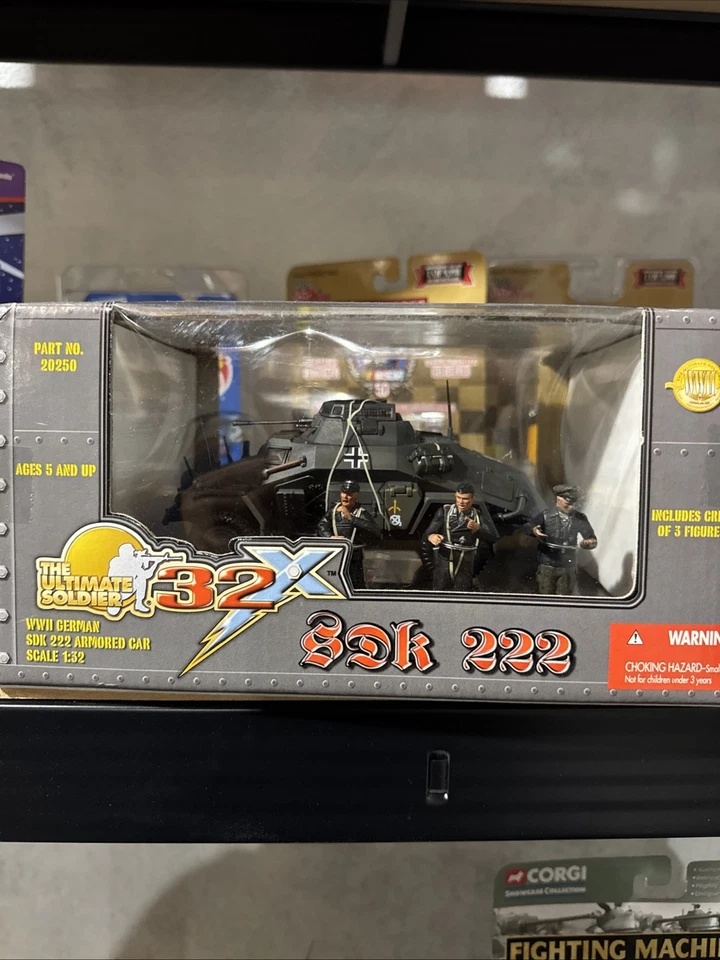 PART NO.
20250
AGES 5 AND UP
INCLUDES CR
OF 3 FIGURE
THE
ULTIMATE
SOLDIER
32X™
WWII GERMAN
SDK 222 ARMORED CAR
SCALE 1:32
SDk 222
WARNIN
CHOKING HAZARD-Smal
Not for children under 3 years
CORGI
SHOWCASE COLLECTION
FIGHTING MACHI